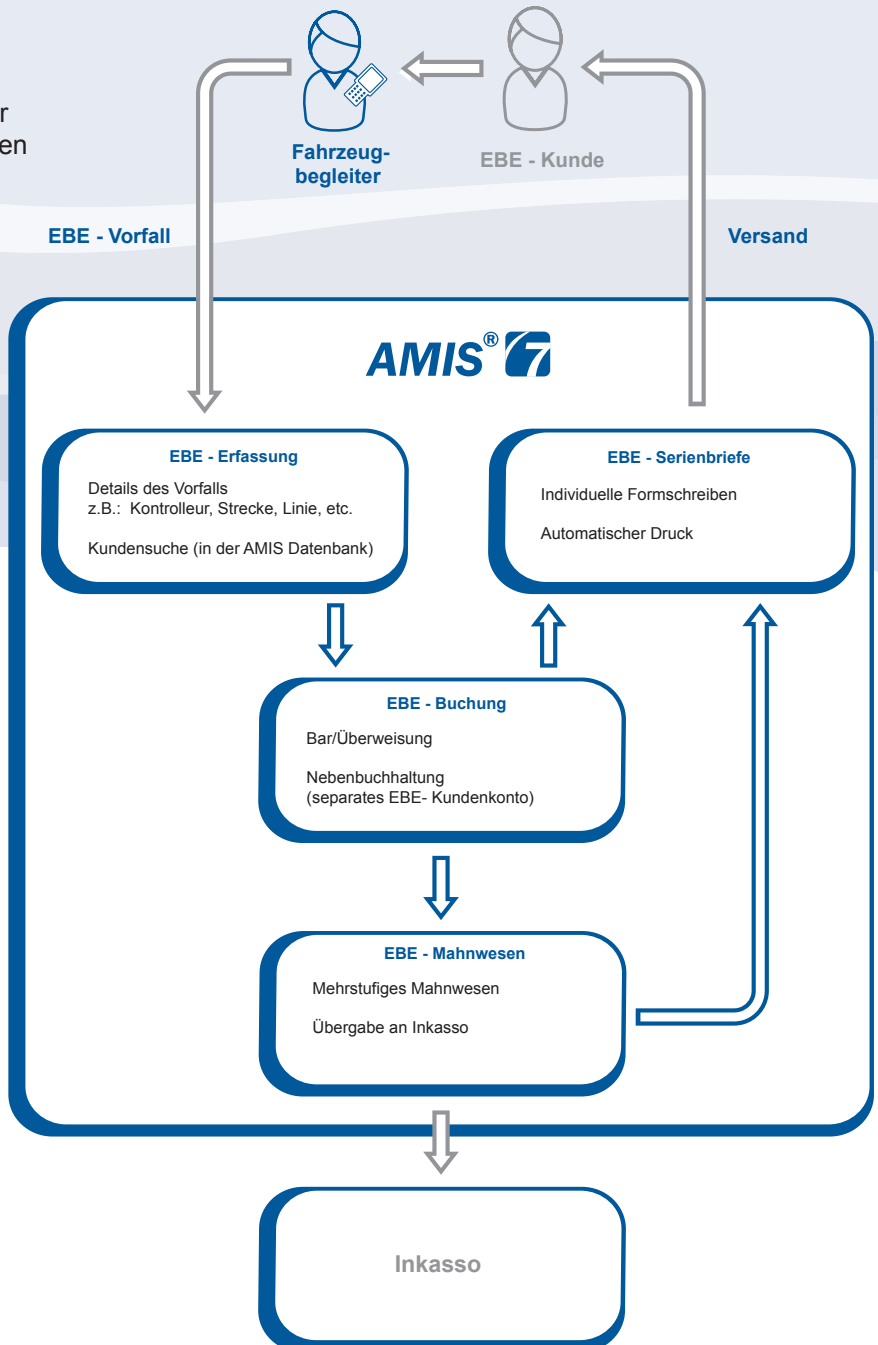 r
en
Fahrzeug-
begleiter
EBE - Kunde
EBE - Vorfall
Versand
AMIS® 7
EBE - Erfassung
Details des Vorfalls
z.B.: Kontrolleur, Strecke, Linie, etc.
Kundensuche (in der AMIS Datenbank)
EBE - Serienbriefe
Individuelle Formschreiben
Automatischer Druck
EBE - Buchung
Bar/Überweisung
Nebenbuchhaltung
(separates EBE- Kundenkonto)
EBE - Mahnwesen
Mehrstufiges Mahnwesen
Übergabe an Inkasso
Inkasso